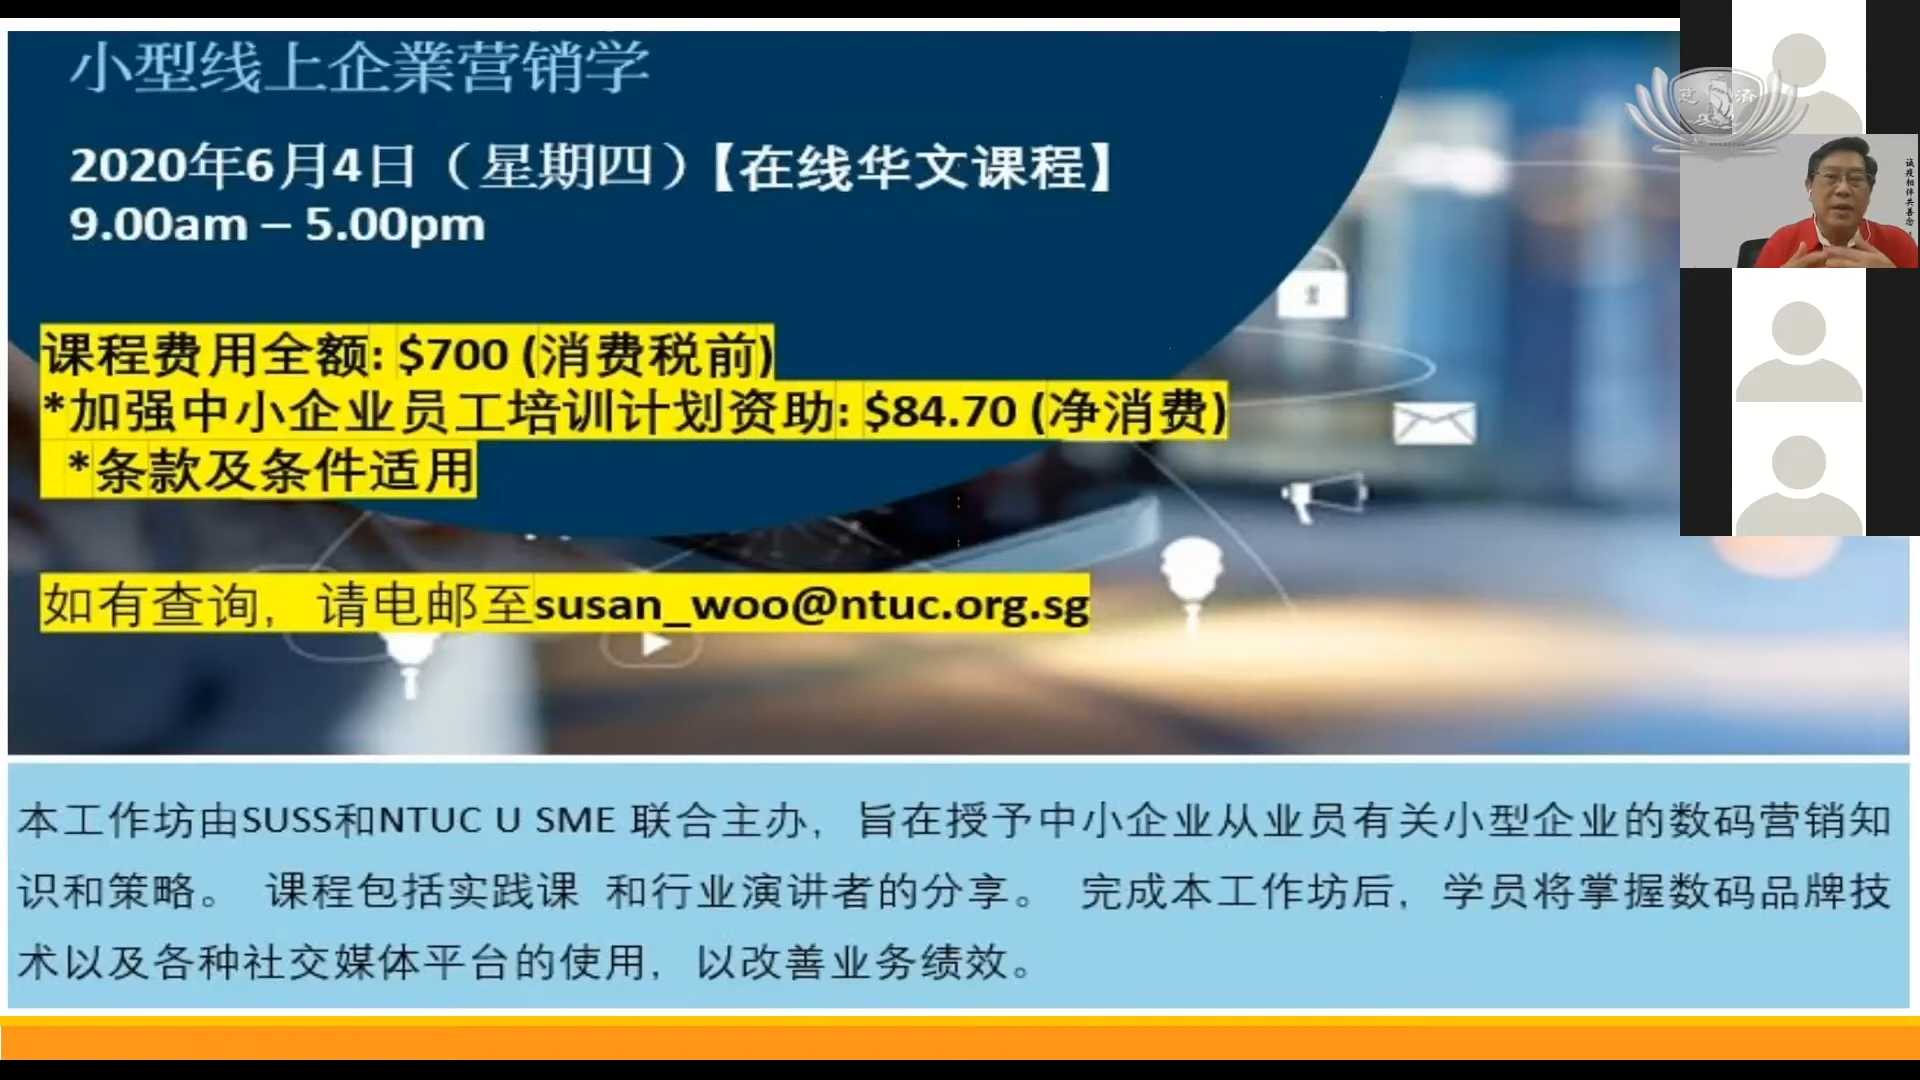 小型线上企業营销学
2020年6月4日（星期四）【在线华文课程】
9.00am – 5.00pm
课程费用全额: $700 (消费税前)
*加强中小企业员工培训计划资助: $84.70 (净消费)
*条款及条件适用
如有查询，请电邮至susan_woo@ntuc.org.sg
本工作坊由SUSS和NTUC U SME 联合主办，旨在授予中小企业从业员有关小型企业的数码营销知
识和策略。 课程包括实践课 和行业演讲者的分享。 完成本工作坊后，学员将掌握数码品牌技
术以及各种社交媒体平台的使用，以改善业务绩效。
慈济
诚疫相伴共善念